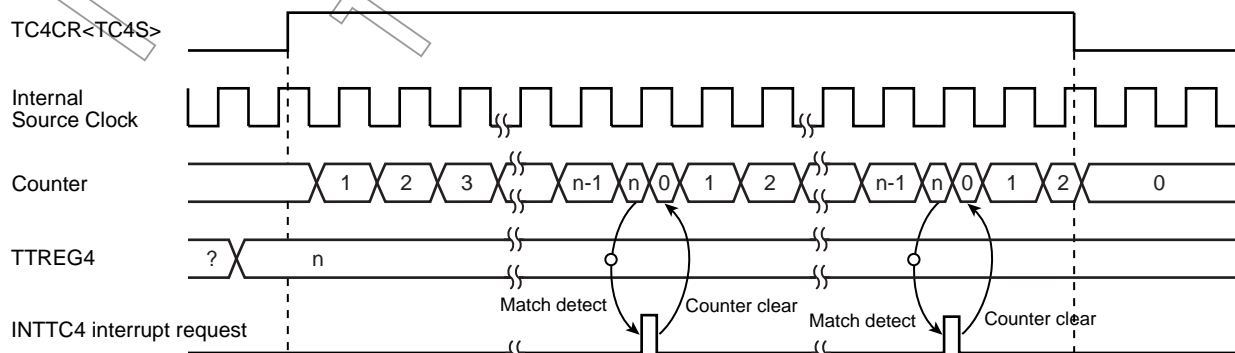 TC4CR<TC4S>
Internal
Source Clock
Counter
1 2 3 n-1 n 0 1 2 n-1 n 0 1 2 0
TTREG4
? n
Match detect Counter clear Match detect Counter clear
INTTC4 interrupt request